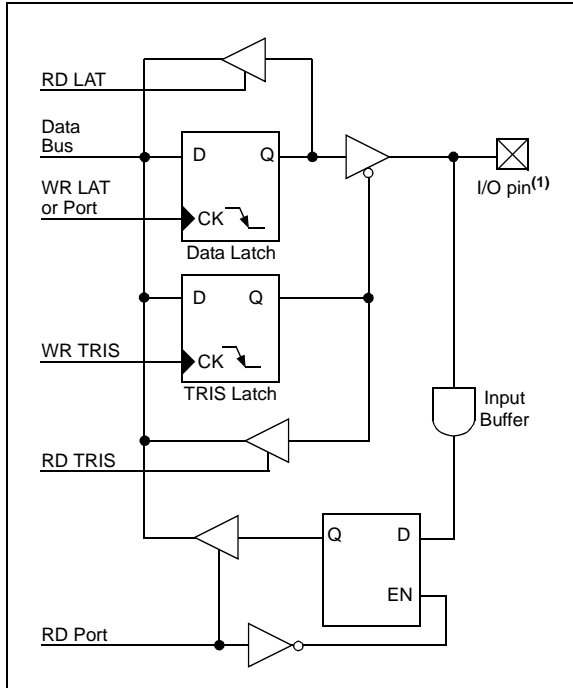 RD LAT
Data
Bus
WR LAT
or Port
D
Q
CK
Data Latch
I/O pin(1)
D
Q
WR TRIS
CK
TRIS Latch
Input
Buffer
RD TRIS
Q
D
EN
RD Port